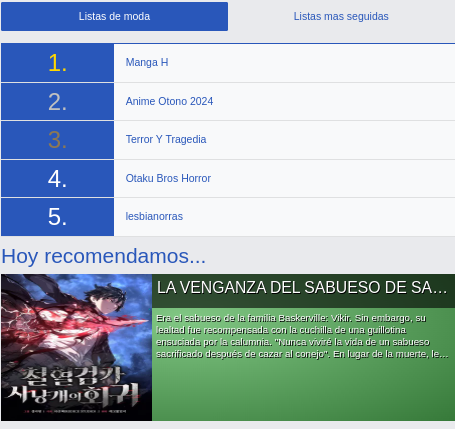 Listas de moda
Listas mas seguidas
1. Manga H
2. Anime Otono 2024
3. Terror Y Tragedia
4. Otaku Bros Horror
5. lesbianorras
Hoy recomendamos...
LA VENGANZA DEL SABUESO DE SA...
Era el sabueso de la familia Baskerville: Vikir. Sin embargo, su
lealtad fue recompensada con la cuchilla de una guillotina
ensuciada por la calumnia. "Nunca viviré la vida de un sabueso
sacrificado después de cazar al conejo". En lugar de la muerte, le...
철혈검가
사냥개의 회귀